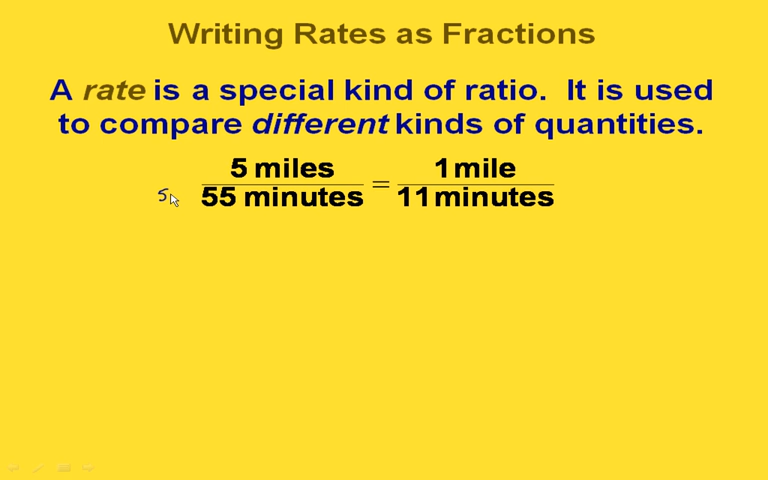 Writing Rates as Fractions
A rate is a special kind of ratio. It is used
to compare different kinds of quantities.
5 miles
55 minutes
=
1 mile
11 minutes
5